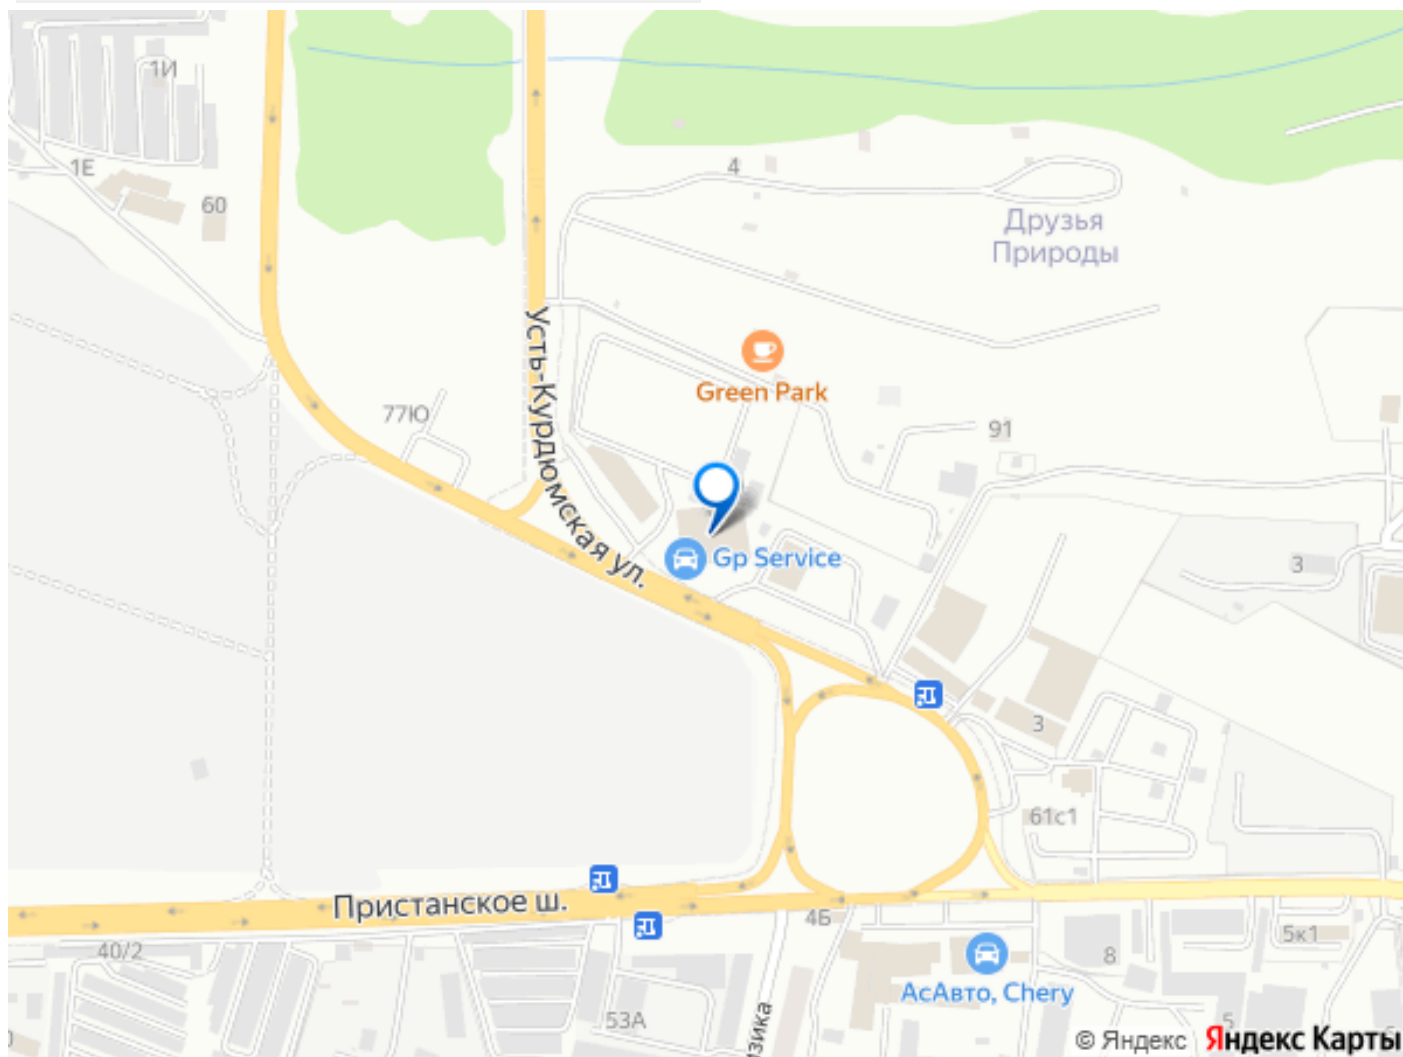 1И
1Е
60
4
Друзья
Природы
Усть-Курдюмская ул.
Green Park
77Ю
91
Gp Service
3
3
61с1
Пристанское ш.
4Б
40/2
5к1
8
АсАвто, Chery
53А
5
© Яндекс
Яндекс Карты